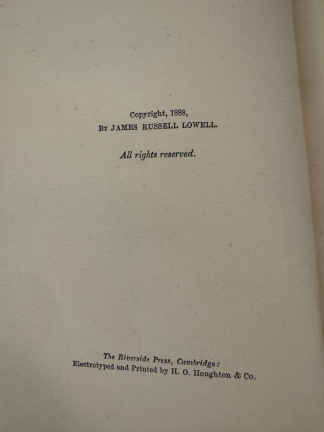 Copyright, 1888,
By JAMES RUSSELL LOWELL.
All rights reserved.
The Riverside Press, Cambridge:
Electrotyped and Printed by H. O. Houghton & Co.